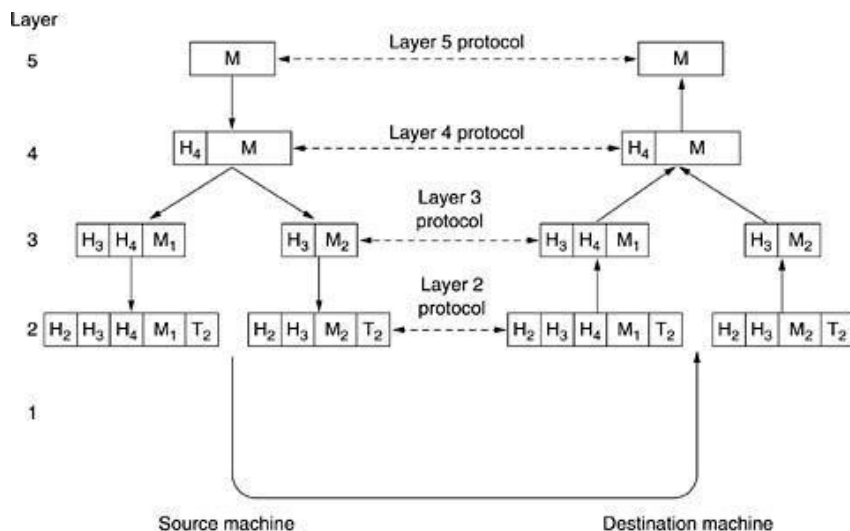 Layer
5 M Layer 5 protocol M
4 H₄ M Layer 4 protocol H₄ M
Layer 3
protocol
3 H₃ H₄ M₁ H₃ M₂ H₃ H₄ M₁ H₃ M₂
Layer 2
protocol
2 H₂ H₃ H₄ M₁ T₂ H₂ H₃ M₂ T₂ H₂ H₃ H₄ M₁ T₂ H₂ H₃ M₂ T₂
1
Source machine Destination machine